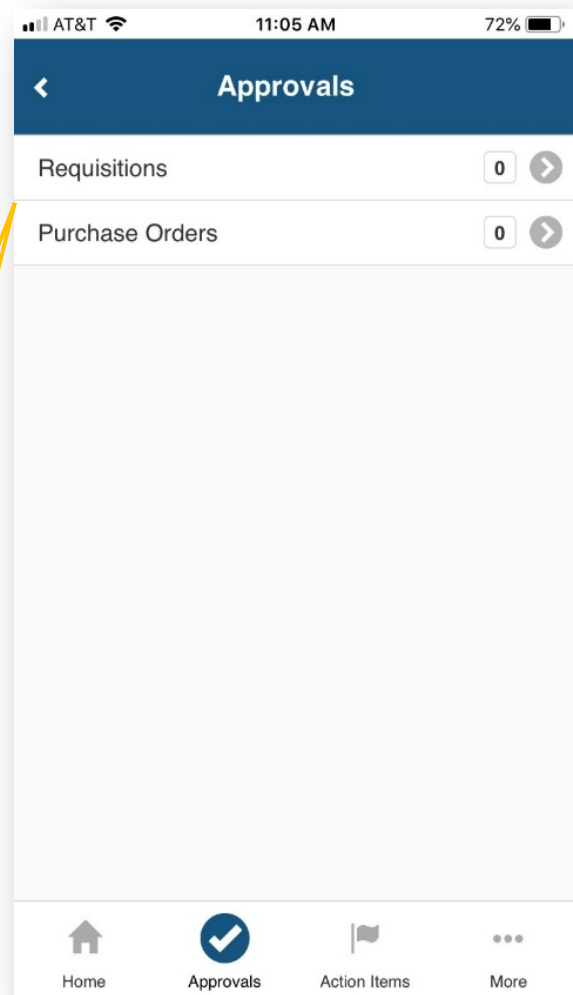 AT&T 11:05 AM 72%
Approvals
Requisitions 0
Purchase Orders 0
Home Approvals Action Items More